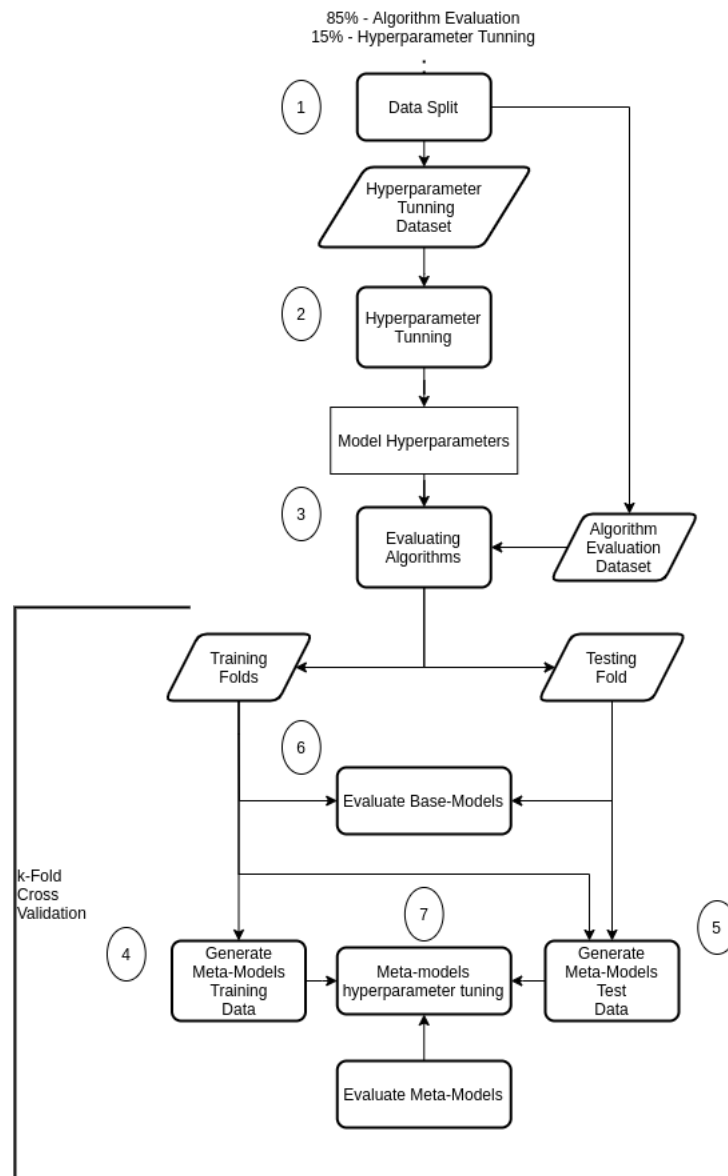 85% - Algorithm Evaluation
15% - Hyperparameter Tunning
1
Data Split
Hyperparameter
Tunning
Dataset
2
Hyperparameter
Tunning
Model Hyperparameters
3
Evaluating
Algorithms
Algorithm
Evaluation
Dataset
Training
Folds
Testing
Fold
6
Evaluate Base-Models
k-Fold
Cross
Validation
7
5
4
Generate
Meta-Models
Training
Data
Meta-models
hyperparameter tuning
Generate
Meta-Models
Test
Data
Evaluate Meta-Models